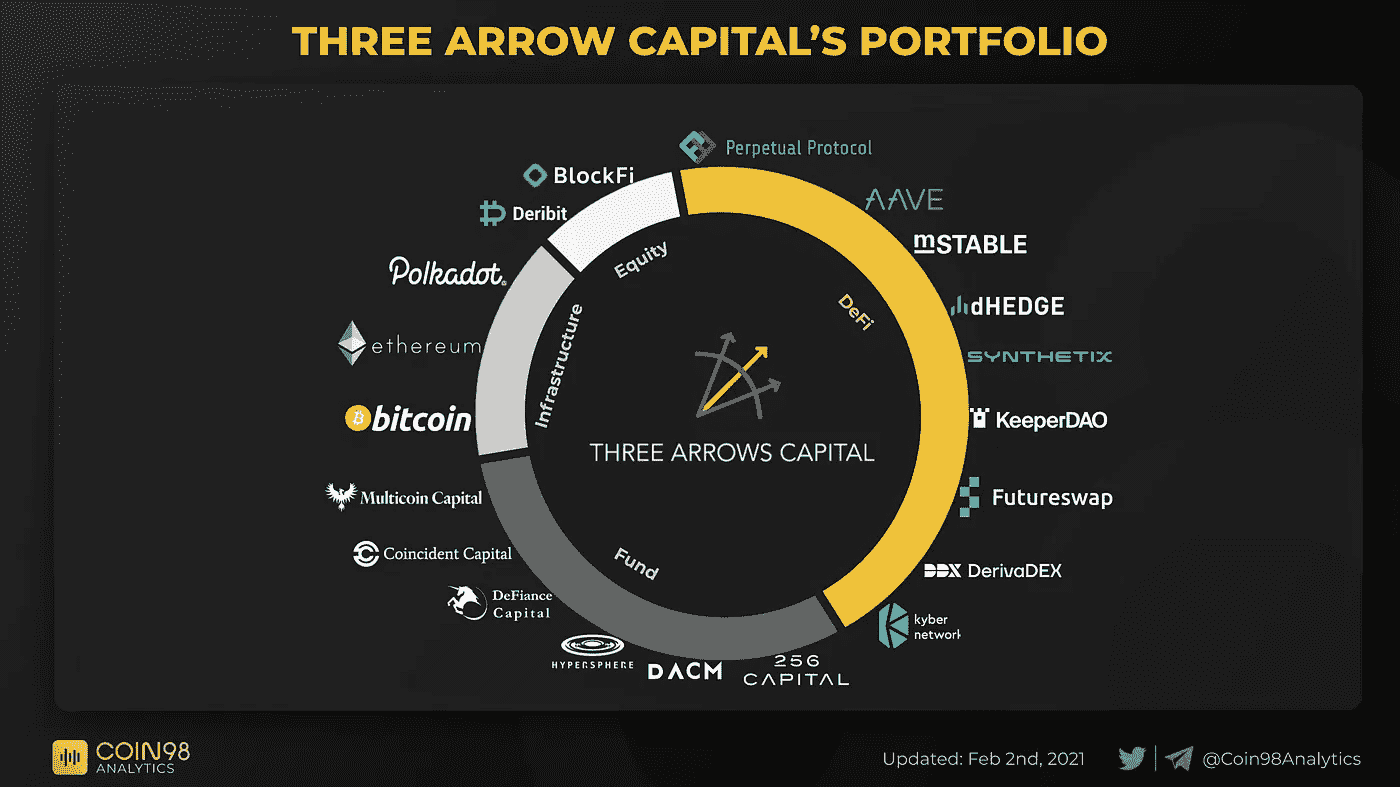 THREE ARROW CAPITAL'S PORTFOLIO
Perpetual Protocol
BlockFi
AAVE
Deribit
mSTABLE
Polkadot.
Equity
dHEDGE
DeFi
ethereum
Infrastructure
SYNTHETIX
bitcoin
KeeperDAO
THREE ARROWS CAPITAL
Multicoin Capital
Futureswap
Coincident Capital
Fund
DDX DerivaDEX
DeFiance
Capital
kyber
network
HYPERSPHERE
DACM
256
CAPITAL
COIN98
ANALYTICS
Updated: Feb 2nd, 2021
@Coin98Analytics